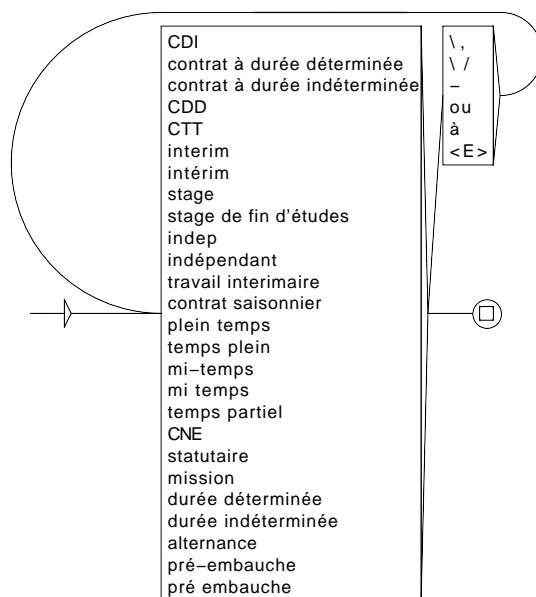 CDI
contrat à durée déterminée
contrat à durée indéterminée
CDD
CTT
interim
intérim
stage
stage de fin d'études
indep
indépendant
travail interimaire
contrat saisonnier
plein temps
temps plein
mi−temps
mi temps
temps partiel
CNE
statutaire
mission
durée déterminée
durée indéterminée
alternance
pré−embauche
pré embauche
\ ,
\ /
−
ou
à
<E>